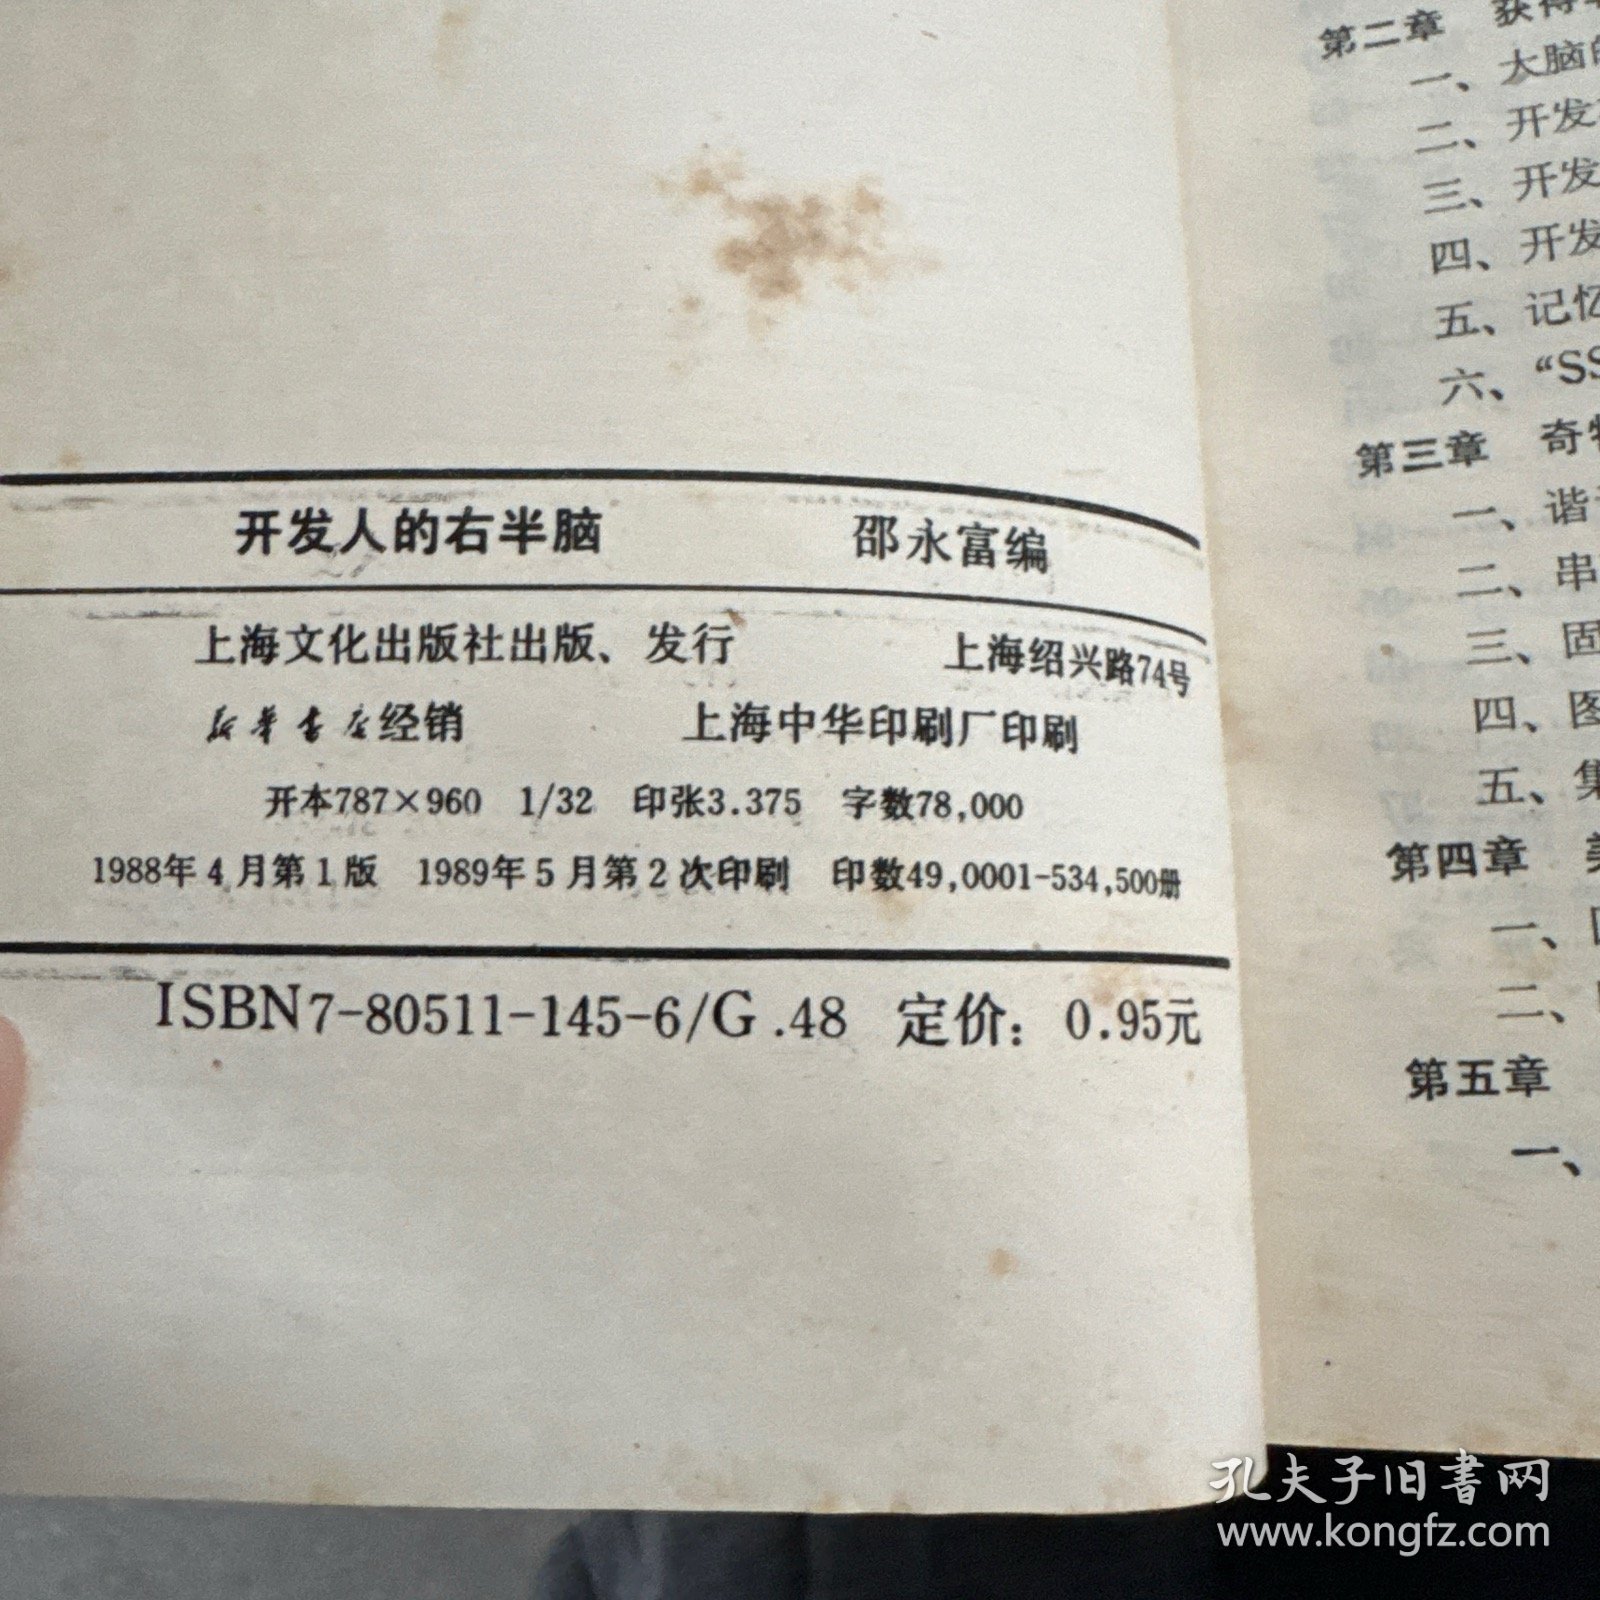 开发人的右半脑 邵永富编
上海文化出版社出版、发行 上海绍兴路74号
新华书店经销 上海中华印刷厂印刷
开本787×960 1/32 印张3.375 字数78,000
1988年4月第1版 1989年5月第2次印刷 印数49,0001-534,500册
ISBN7-80511-145-6/G.48 定价：0.95元
第二章 获得
一、大脑的
二、开发
三、开发
四、开发
五、记忆
六、“SS
第三章 奇特
一、谐音
二、串
三、固
四、图
五、集
第四章 美
一、
二、
第五章
一、
孔夫子旧书网
www.kongfz.com